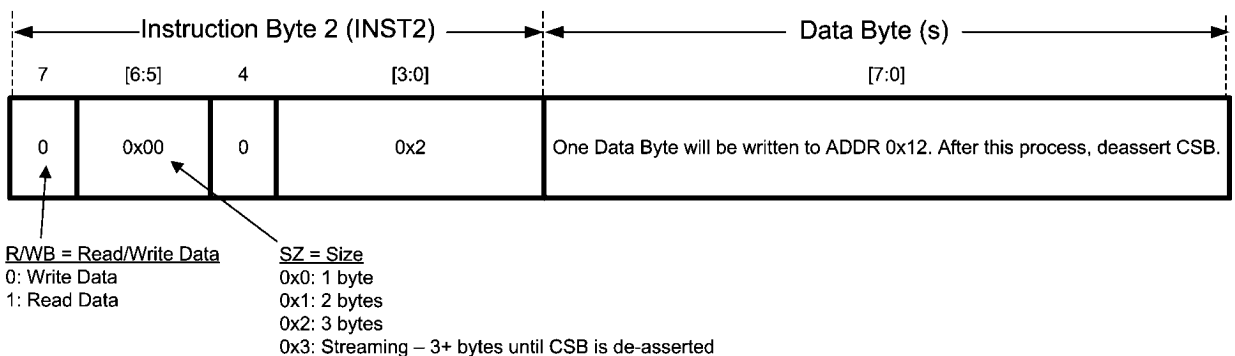 Instruction Byte 2 (INST2) Data Byte (s)
7 [6:5] 4 [3:0] [7:0]
0 0x00 0 0x2 One Data Byte will be written to ADDR 0x12. After this process, deassert CSB.
R/WB = Read/Write Data
0: Write Data
1: Read Data
SZ = Size
0x0: 1 byte
0x1: 2 bytes
0x2: 3 bytes
0x3: Streaming – 3+ bytes until CSB is de-asserted